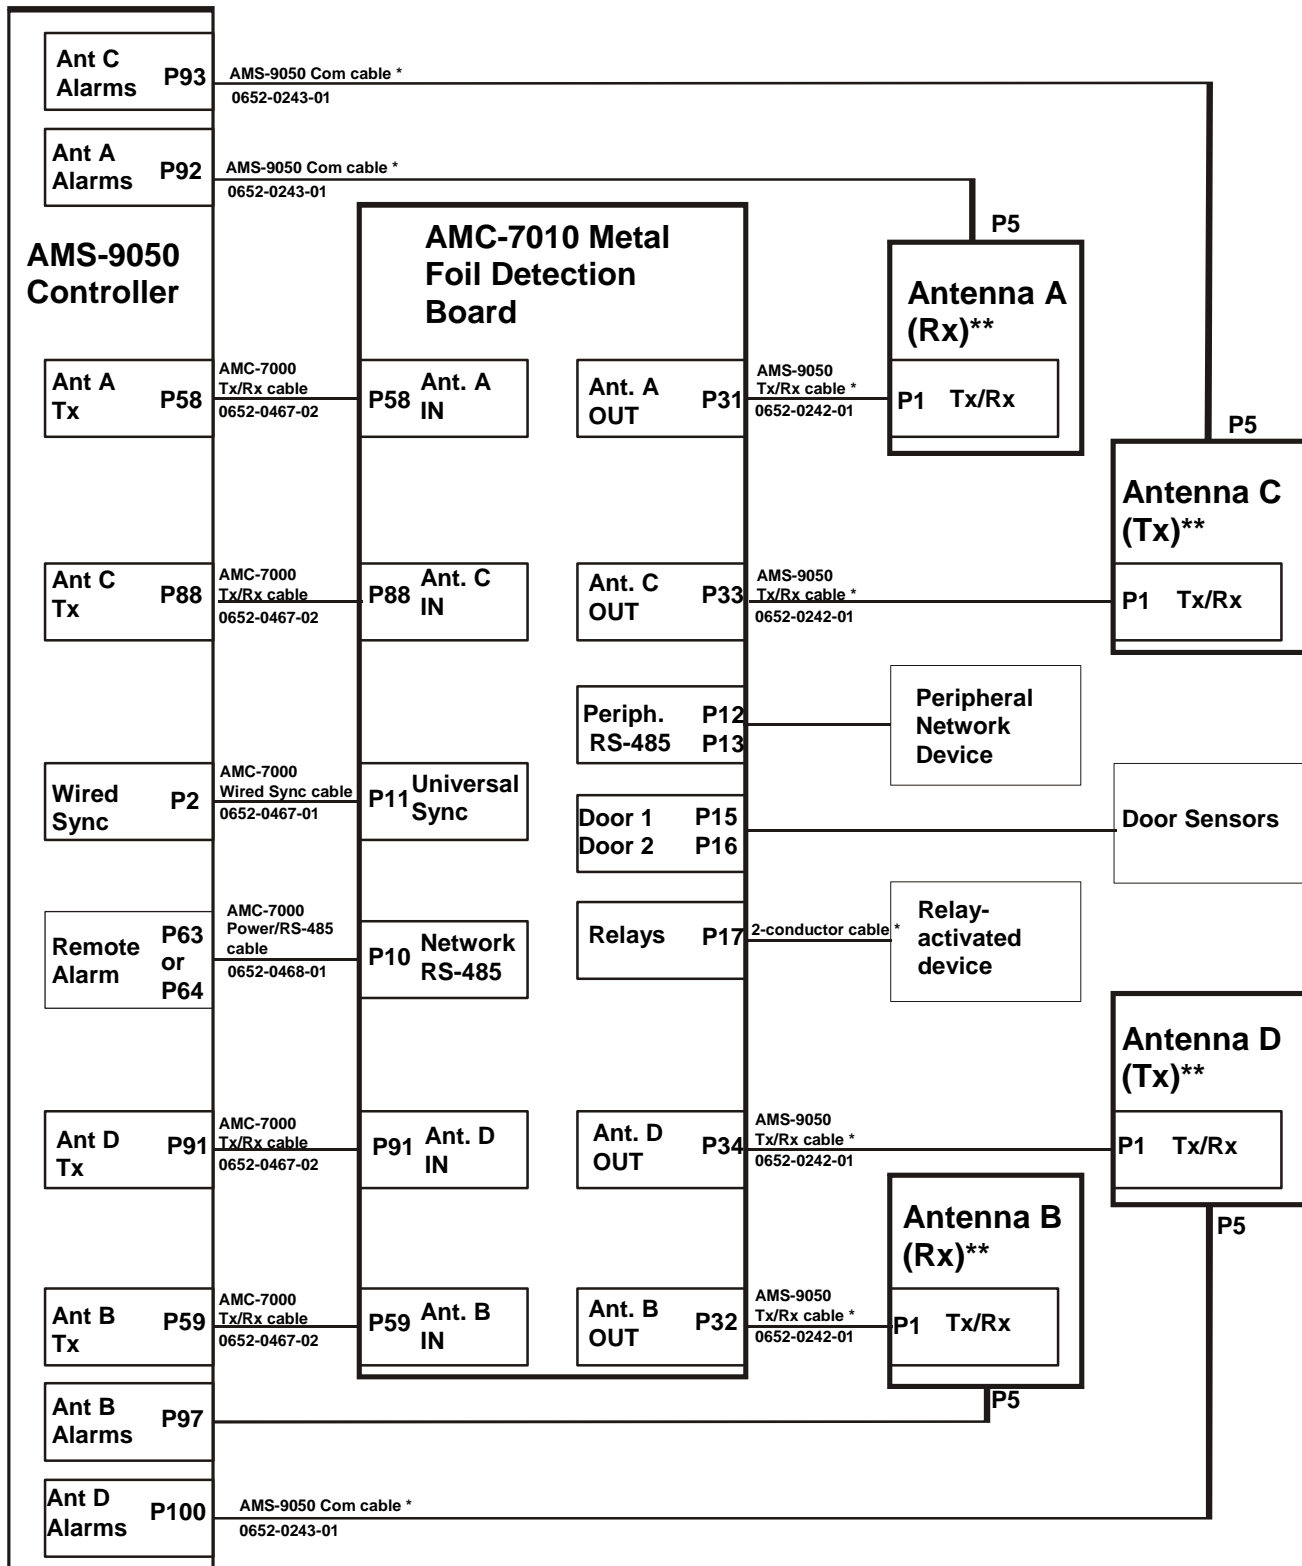 Ant C
Alarms
P93
AMS-9050 Com cable *
0652-0243-01
Ant A
Alarms
P92
AMS-9050 Com cable *
0652-0243-01
AMS-9050
Controller
AMC-7010 Metal
Foil Detection
Board
P5
Antenna A
(Rx)**
Ant A
Tx
P58
AMC-7000
Tx/Rx cable
0652-0467-02
P58
Ant. A
IN
Ant. A
OUT
P31
AMS-9050
Tx/Rx cable *
0652-0242-01
P1
Tx/Rx
P5
Antenna C
(Tx)**
Ant C
Tx
P88
AMC-7000
Tx/Rx cable
0652-0467-02
P88
Ant. C
IN
Ant. C
OUT
P33
AMS-9050
Tx/Rx cable *
0652-0242-01
P1
Tx/Rx
Periph.
RS-485
P12
P13
Peripheral
Network
Device
Wired
Sync
P2
AMC-7000
Wired Sync cable
0652-0467-01
P11
Universal
Sync
Door 1
Door 2
P15
P16
Door Sensors
Remote
Alarm
P63
or
P64
AMC-7000
Power/RS-485
cable
0652-0468-01
P10
Network
RS-485
Relays
P17
2-conductor cable *
Relay-
activated
device
Antenna D
(Tx)**
Ant D
Tx
P91
AMC-7000
Tx/Rx cable
0652-0467-02
P91
Ant. D
IN
Ant. D
OUT
P34
AMS-9050
Tx/Rx cable *
0652-0242-01
P1
Tx/Rx
P5
Antenna B
(Rx)**
Ant B
Tx
P59
AMC-7000
Tx/Rx cable
0652-0467-02
P59
Ant. B
IN
Ant. B
OUT
P32
AMS-9050
Tx/Rx cable *
0652-0242-01
P1
Tx/Rx
P5
Ant B
Alarms
P97
Ant D
Alarms
P100
AMS-9050 Com cable *
0652-0243-01